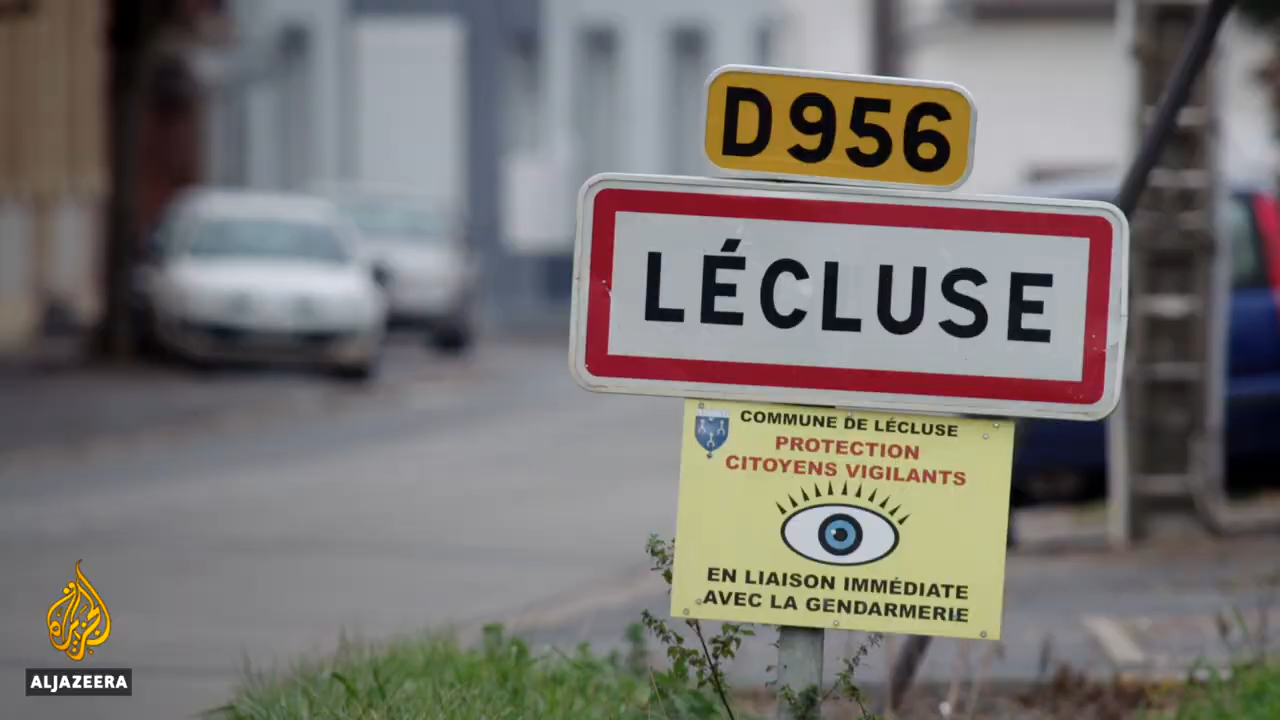 D956
LÉCLUSE
COMMUNE DE LÉCLUSE
PROTECTION
CITOYENS VIGILANTS
EN LIAISON IMMÉDIATE
AVEC LA GENDARMERIE
ALJAZEERA